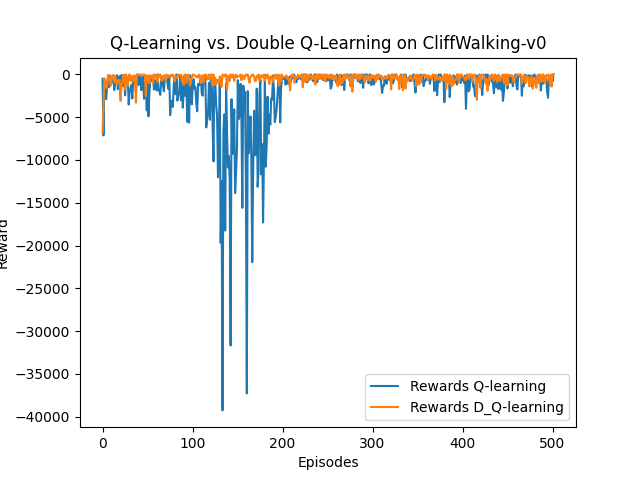 Q-Learning vs. Double Q-Learning on CliffWalking-v0
0
−5000
−10000
−15000
−20000
−25000
−30000
−35000
−40000
Reward
0 100 200 300 400 500
Episodes
Rewards Q-learning
Rewards D_Q-learning